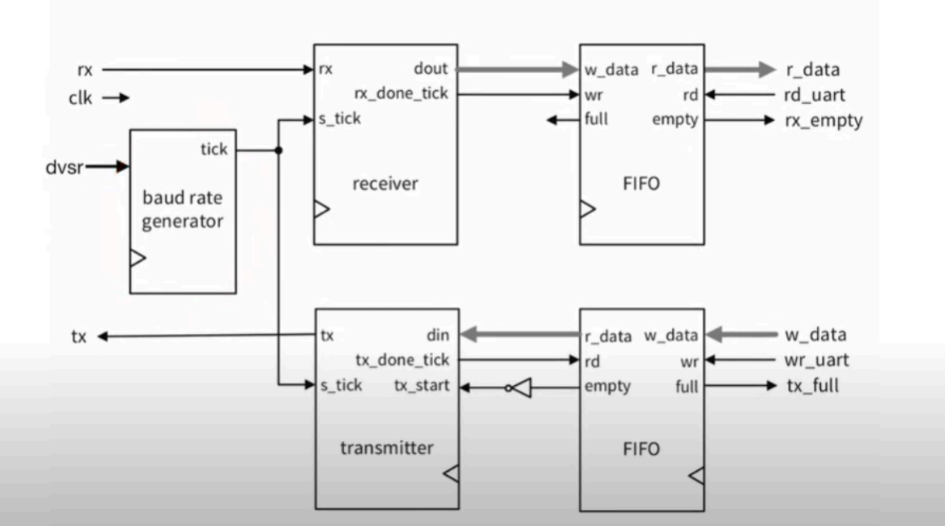 rx
clk
dvsr
tick
baud rate
generator
rx dout
rx_done_tick
s_tick
receiver
w_data r_data
wr rd
full empty
FIFO
r_data
rd_uart
rx_empty
tx
tx din
tx_done_tick
s_tick tx_start
transmitter
r_data w_data
rd wr
empty full
FIFO
w_data
wr_uart
tx_full